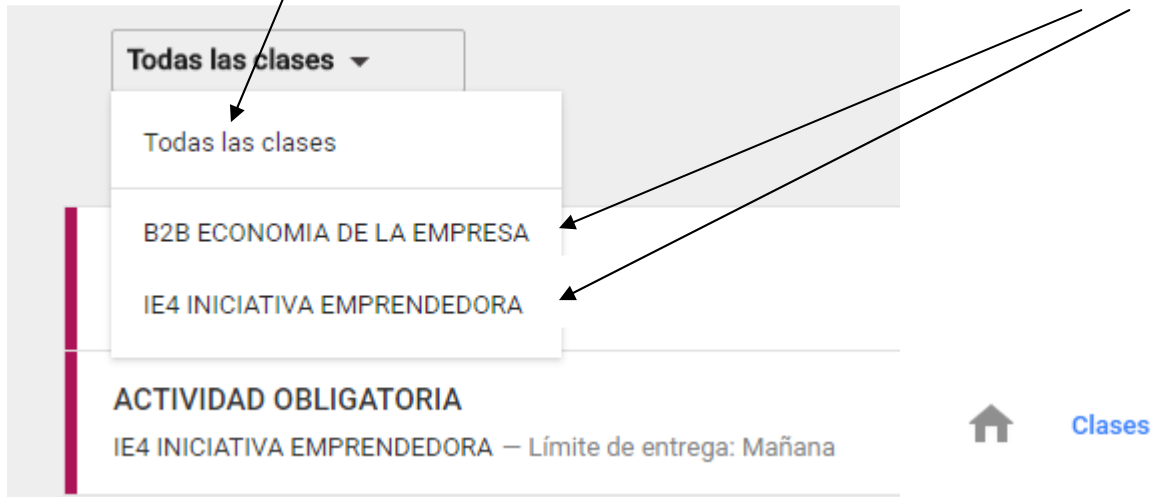 Todas las clases
Todas las clases
B2B ECONOMIA DE LA EMPRESA
IE4 INICIATIVA EMPRENDEDORA
ACTIVIDAD OBLIGATORIA
IE4 INICIATIVA EMPRENDEDORA — Límite de entrega: Mañana
Clases